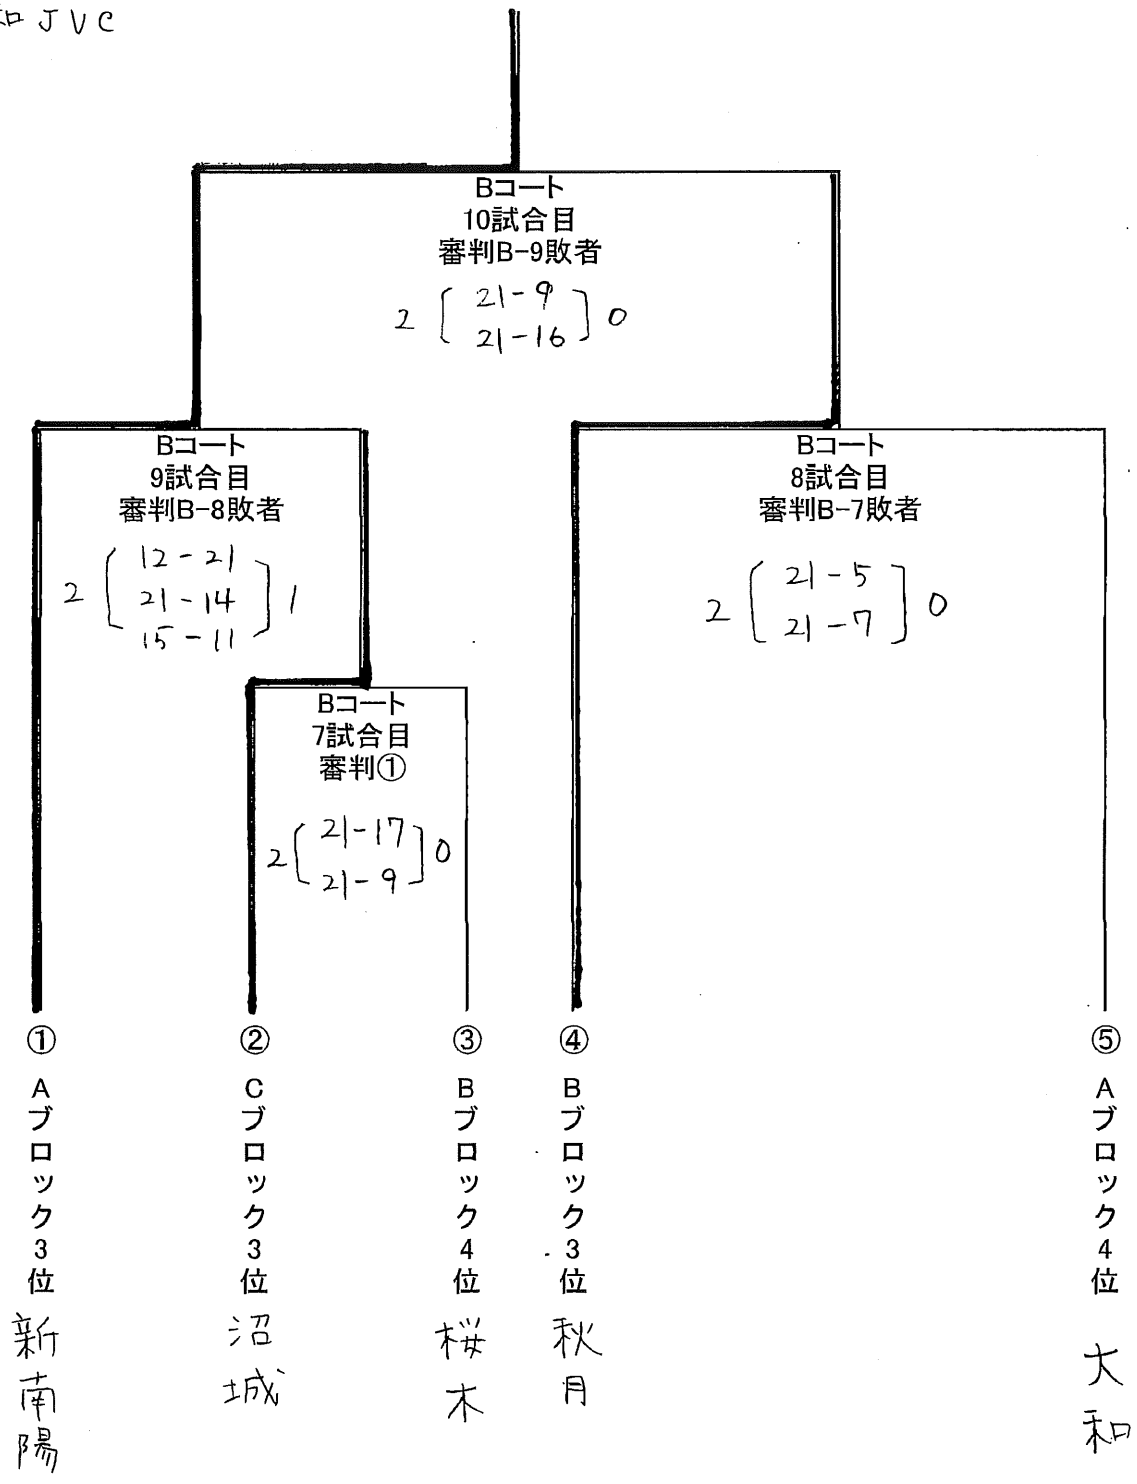 和JVC
Bコート
10試合目
審判B-9敗者
2 [ 21-9 ] 0
21-16
Bコート
9試合目
審判B-8敗者
12-21
2 [ 21-14 ] 1
15-11
Bコート
8試合目
審判B-7敗者
2 [ 21-5 ] 0
21-7
Bコート
7試合目
審判①
2 [ 21-17 ] 0
21-9
①
Aブロック3位
新南陽
②
Cブロック3位
沼城
③
Bブロック4位
桜木
④
Bブロック3位
秋月
⑤
Aブロック4位
大和